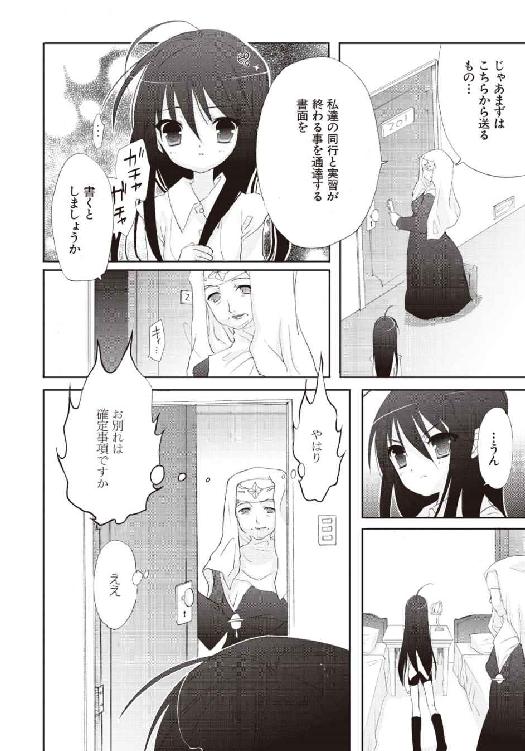 じゃあまずは
こちらから送る
もの…
201
私達の同行と実習が
終わる事を通達する
書面を
ガチャ
ガチャ
書くと
しましょうか
2
…うん
やはり
お別れは
確定事項ですか
ええ